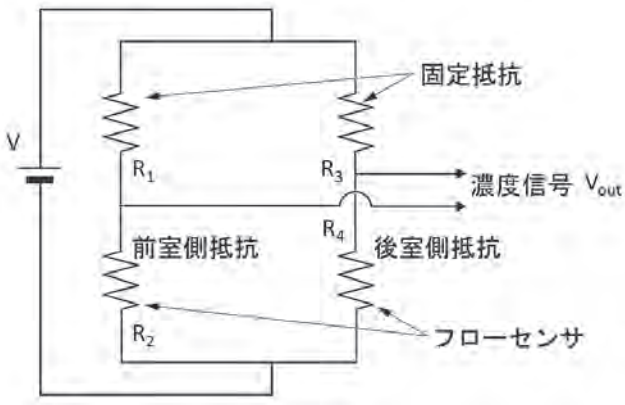 固定抵抗
V
R1
R3
濃度信号 Vout
R4
前室側抵抗
後室側抵抗
R2
フローセンサ